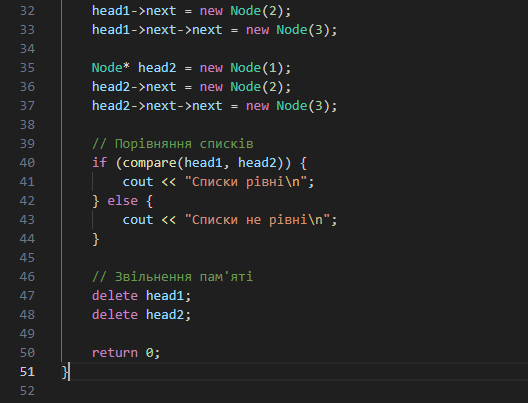 32 head1->next = new Node(2);
33 head1->next->next = new Node(3);
34
35 Node* head2 = new Node(1);
36 head2->next = new Node(2);
37 head2->next->next = new Node(3);
38
39 // Порівняння списків
40 if (compare(head1, head2)) {
41 cout << "Списки рівні\n";
42 } else {
43 cout << "Списки не рівні\n";
44 }
45
46 // Звільнення пам'яті
47 delete head1;
48 delete head2;
49
50 return 0;
51 }
52